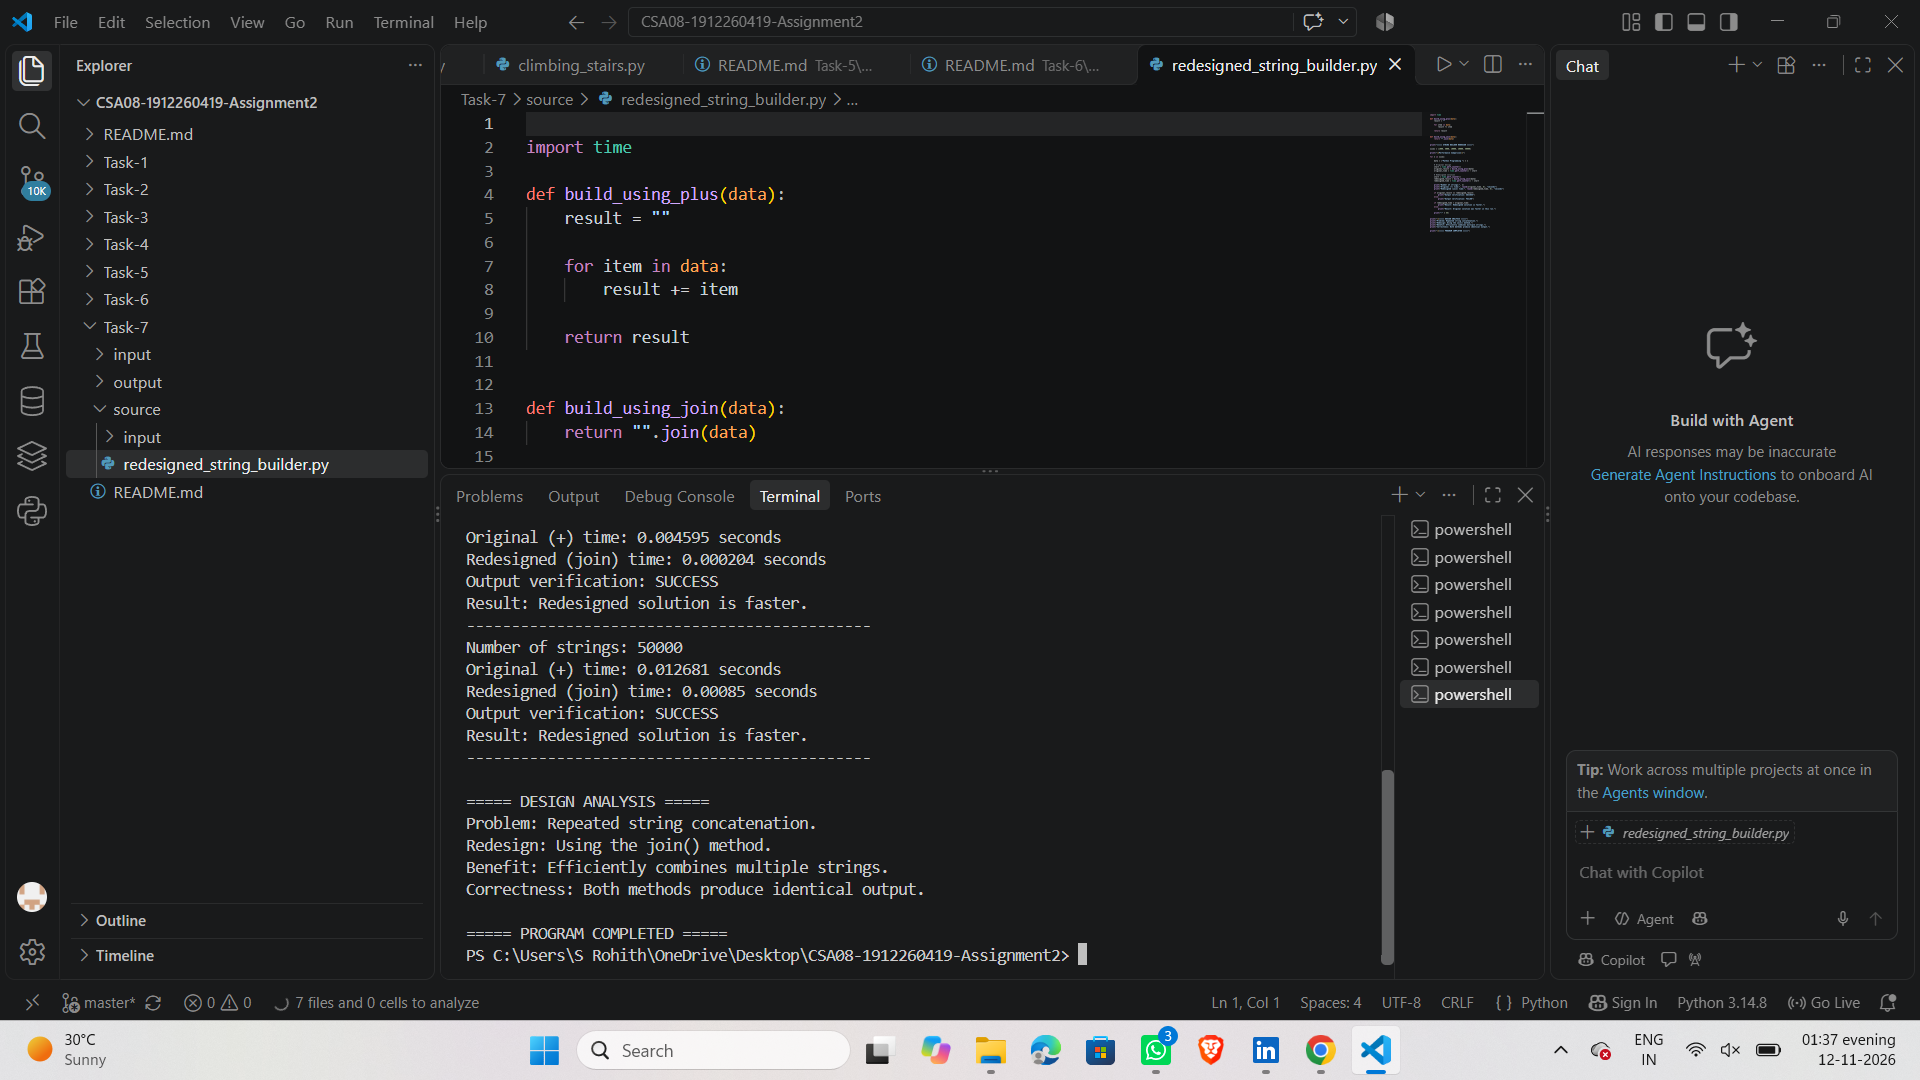 File Edit Selection View Go Run Terminal Help
CSA08-1912260419-Assignment2
Explorer
CSA08-1912260419-Assignment2
README.md
Task-1
Task-2
Task-3
Task-4
Task-5
Task-6
Task-7
input
output
source
input
redesigned_string_builder.py
README.md
Outline
Timeline
10K
climbing_stairs.py
README.md Task-5\...
README.md Task-6\...
redesigned_string_builder.py
Task-7 > source > redesigned_string_builder.py > ...
1
2 import time
3
4 def build_using_plus(data):
5 result = ""
6
7 for item in data:
8 result += item
9
10 return result
11
12
13 def build_using_join(data):
14 return "".join(data)
15
Problems Output Debug Console Terminal Ports
Original (+) time: 0.004595 seconds
Redesigned (join) time: 0.000204 seconds
Output verification: SUCCESS
Result: Redesigned solution is faster.
---------------------------------------------
Number of strings: 50000
Original (+) time: 0.012681 seconds
Redesigned (join) time: 0.00085 seconds
Output verification: SUCCESS
Result: Redesigned solution is faster.
---------------------------------------------
===== DESIGN ANALYSIS =====
Problem: Repeated string concatenation.
Redesign: Using the join() method.
Benefit: Efficiently combines multiple strings.
Correctness: Both methods produce identical output.
===== PROGRAM COMPLETED =====
PS C:\Users\S Rohith\OneDrive\Desktop\CSA08-1912260419-Assignment2>
powershell
powershell
powershell
powershell
powershell
powershell
powershell
Chat
Build with Agent
AI responses may be inaccurate
Generate Agent Instructions to onboard AI
onto your codebase.
Tip: Work across multiple projects at once in
the Agents window.
redesigned_string_builder.py
Chat with Copilot
Agent
Copilot
master* 0 0 7 files and 0 cells to analyze
Ln 1, Col 1 Spaces: 4 UTF-8 CRLF { } Python Sign In Python 3.14.8 Go Live
30°C
Sunny
Search
3
ENG
IN
01:37 evening
12-11-2026